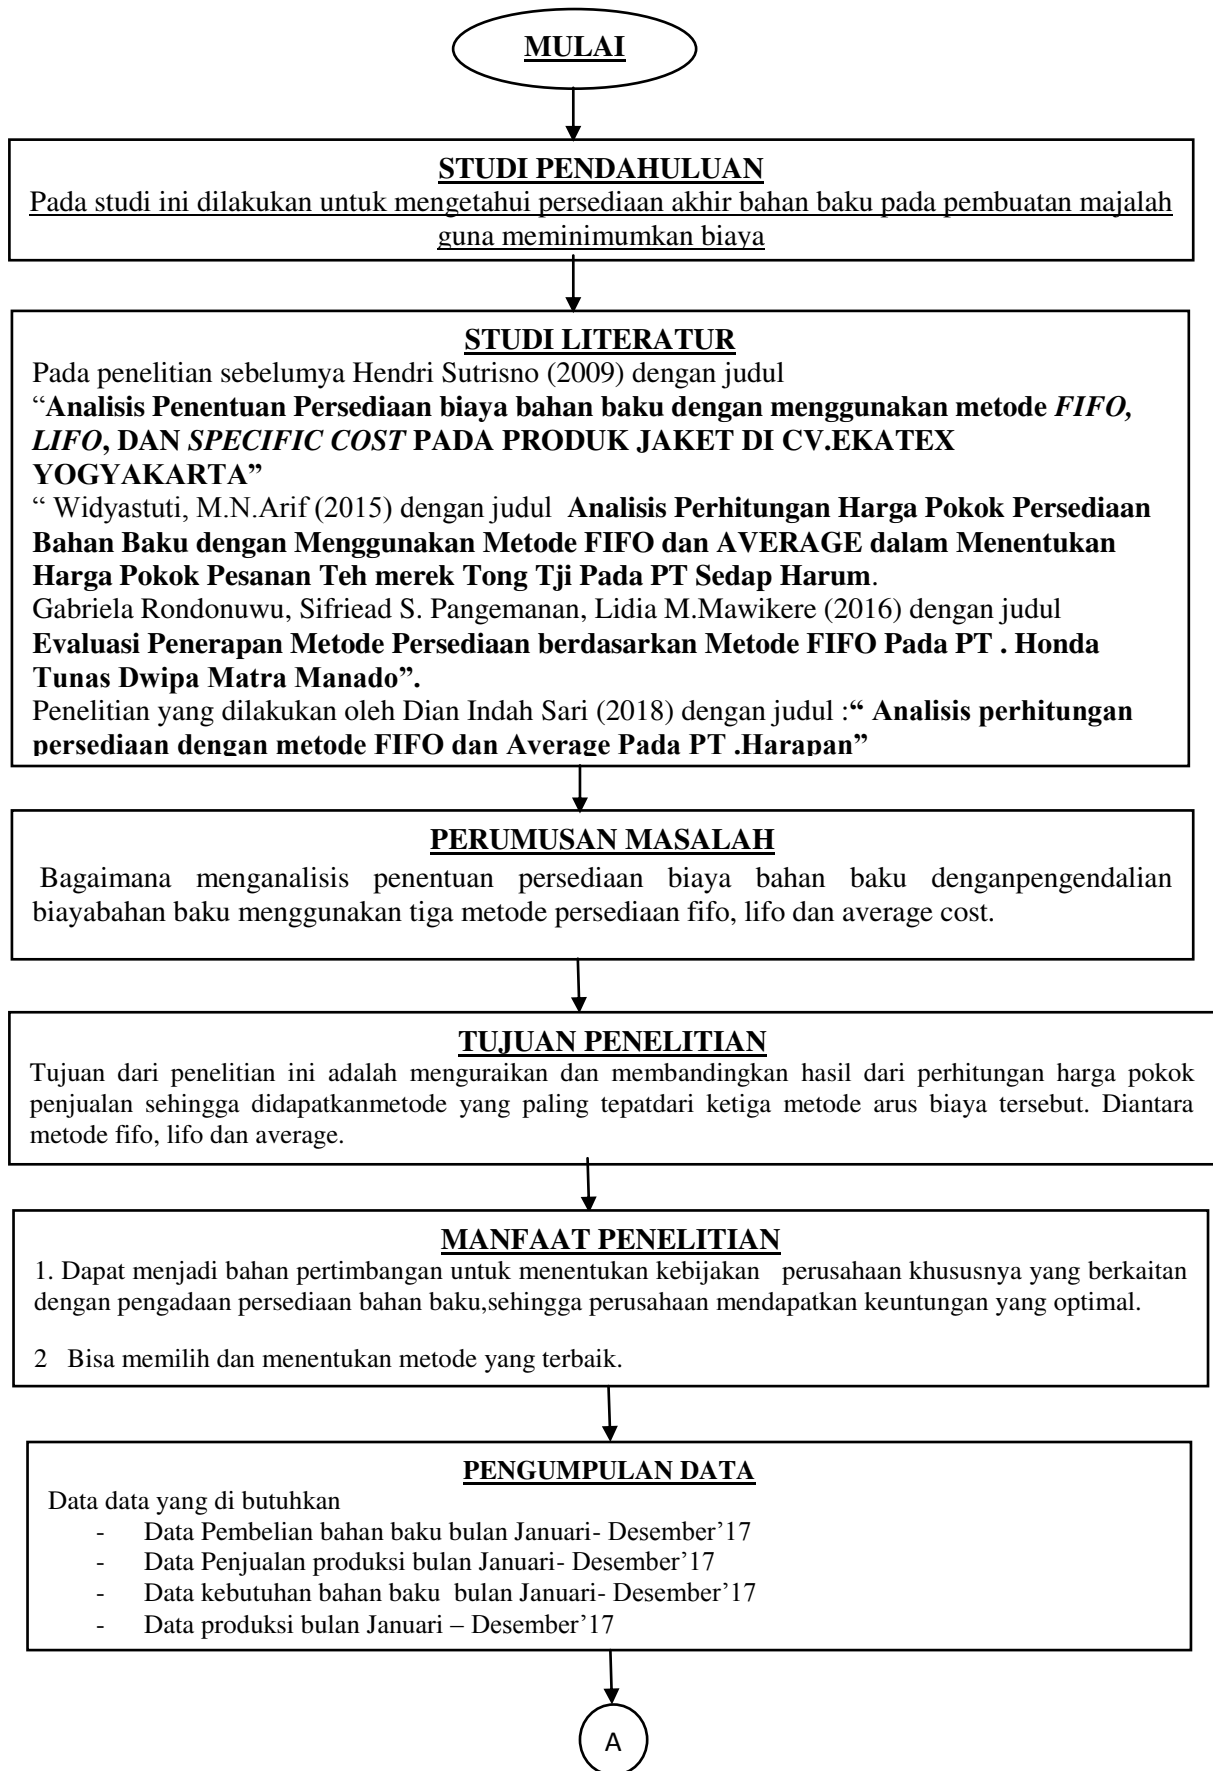 MULAI
STUDI PENDAHULUAN
Pada studi ini dilakukan untuk mengetahui persediaan akhir bahan baku pada pembuatan majalah
guna meminimumkan biaya
STUDI LITERATUR
Pada penelitian sebelumya Hendri Sutrisno (2009) dengan judul
“Analisis Penentuan Persediaan biaya bahan baku dengan menggunakan metode FIFO,
LIFO, DAN SPECIFIC COST PADA PRODUK JAKET DI CV.EKATEX
YOGYAKARTA”
“ Widyastuti, M.N.Arif (2015) dengan judul Analisis Perhitungan Harga Pokok Persediaan
Bahan Baku dengan Menggunakan Metode FIFO dan AVERAGE dalam Menentukan
Harga Pokok Pesanan Teh merek Tong Tji Pada PT Sedap Harum.
Gabriela Rondonuwu, Sifriead S. Pangemanan, Lidia M.Mawikere (2016) dengan judul
Evaluasi Penerapan Metode Persediaan berdasarkan Metode FIFO Pada PT . Honda
Tunas Dwipa Matra Manado”.
Penelitian yang dilakukan oleh Dian Indah Sari (2018) dengan judul :“ Analisis perhitungan
persediaan dengan metode FIFO dan Average Pada PT .Harapan”
PERUMUSAN MASALAH
Bagaimana menganalisis penentuan persediaan biaya bahan baku denganpengendalian
biayabahan baku menggunakan tiga metode persediaan fifo, lifo dan average cost.
TUJUAN PENELITIAN
Tujuan dari penelitian ini adalah menguraikan dan membandingkan hasil dari perhitungan harga pokok
penjualan sehingga didapatkanmetode yang paling tepatdari ketiga metode arus biaya tersebut. Diantara
metode fifo, lifo dan average.
MANFAAT PENELITIAN
1. Dapat menjadi bahan pertimbangan untuk menentukan kebijakan perusahaan khususnya yang berkaitan
dengan pengadaan persediaan bahan baku,sehingga perusahaan mendapatkan keuntungan yang optimal.
2 Bisa memilih dan menentukan metode yang terbaik.
PENGUMPULAN DATA
Data data yang di butuhkan
- Data Pembelian bahan baku bulan Januari- Desember’17
- Data Penjualan produksi bulan Januari- Desember’17
- Data kebutuhan bahan baku bulan Januari- Desember’17
- Data produksi bulan Januari – Desember’17
A